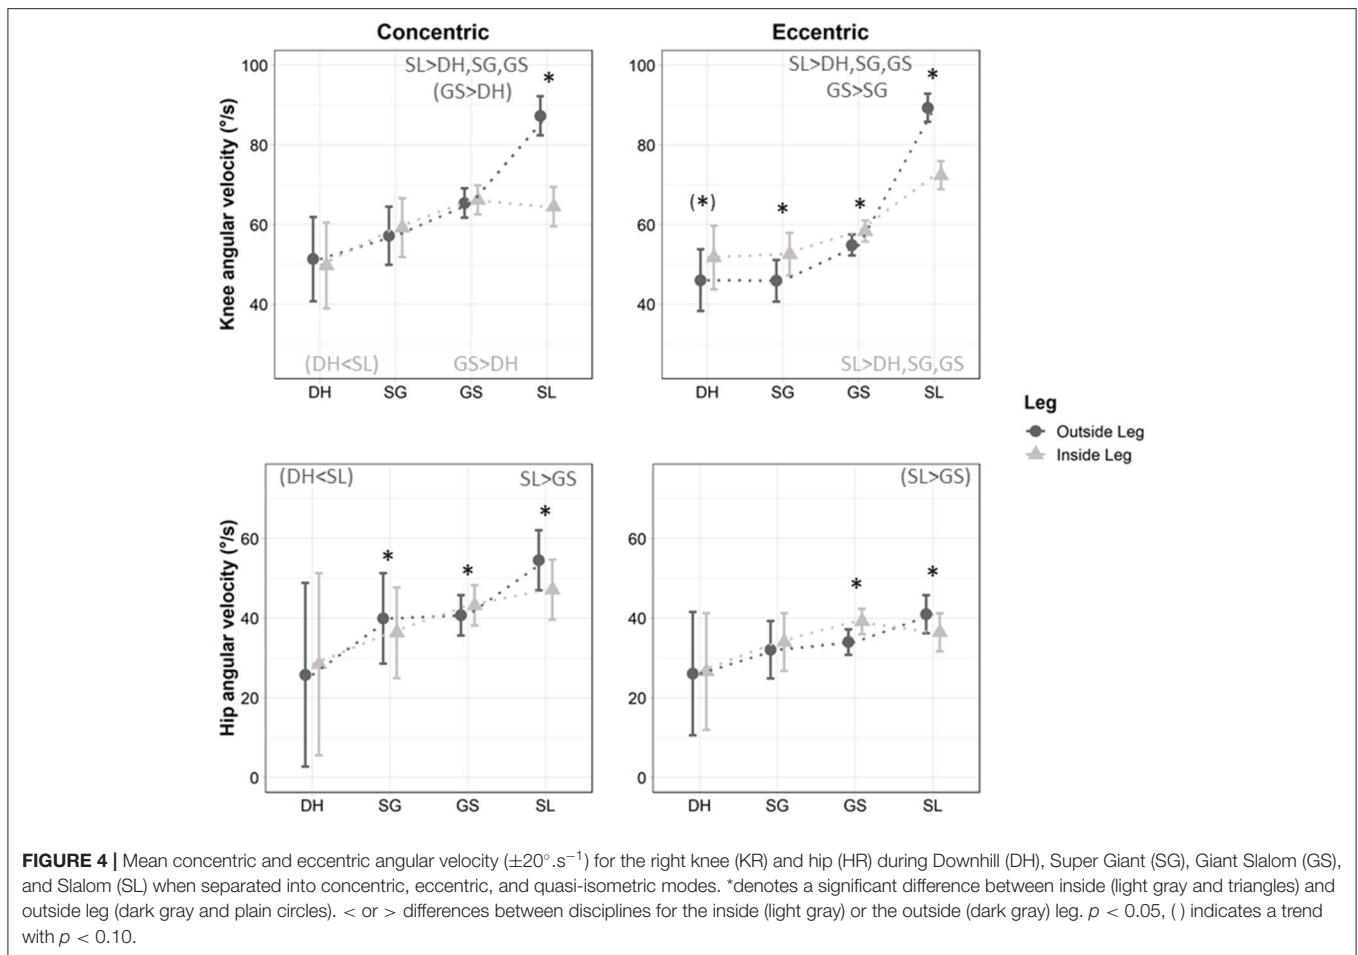 Concentric
Eccentric
Knee angular velocity (°/s)
100
80
60
40
SL>DH,SG,GS
(GS>DH)
*
(DH<SL)
GS>DH
DH SG GS SL
100
80
60
40
SL>DH,SG,GS
GS>SG
*
(*)
*
*
SL>DH,SG,GS
DH SG GS SL
Leg
Outside Leg
Inside Leg
Hip angular velocity (°/s)
60
40
20
0
(DH<SL)
SL>GS
*
*
*
DH SG GS SL
60
40
20
0
(SL>GS)
*
*
DH SG GS SL
FIGURE 4 | Mean concentric and eccentric angular velocity (±20°.s⁻¹) for the right knee (KR) and hip (HR) during Downhill (DH), Super Giant (SG), Giant Slalom (GS),
and Slalom (SL) when separated into concentric, eccentric, and quasi-isometric modes. *denotes a significant difference between inside (light gray and triangles) and
outside leg (dark gray and plain circles). < or > differences between disciplines for the inside (light gray) or the outside (dark gray) leg. p < 0.05, ( ) indicates a trend
with p < 0.10.